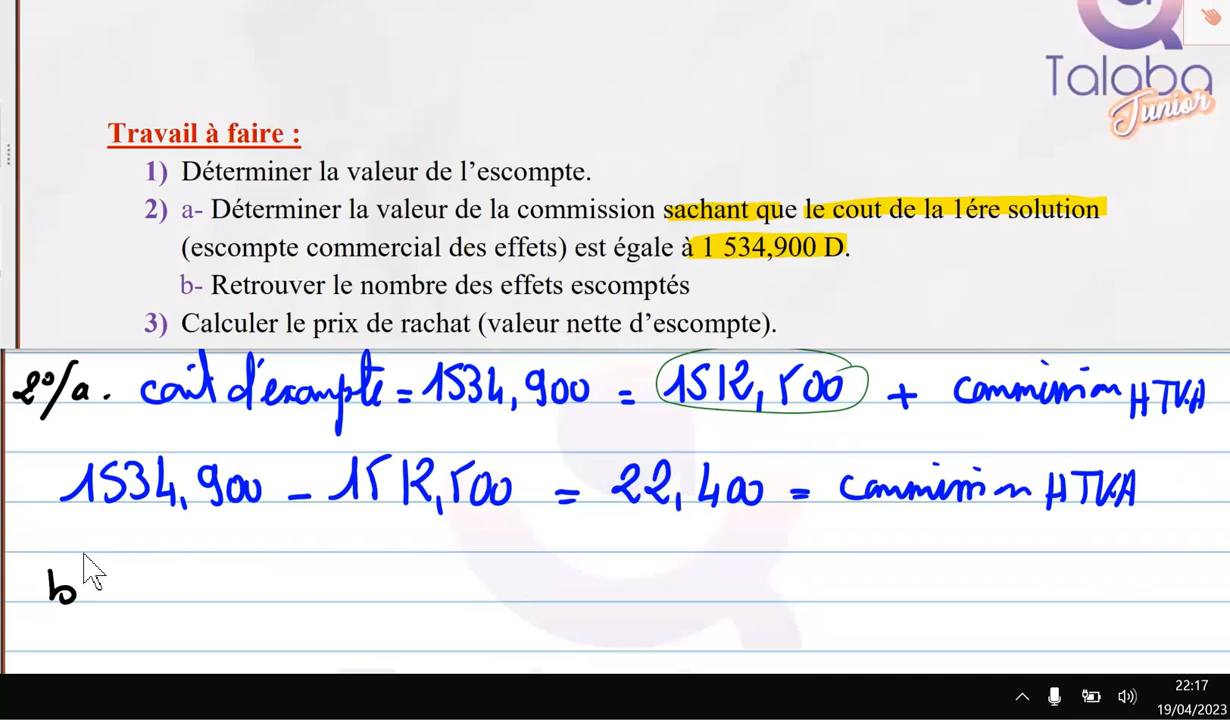 Taloba
Junior
Travail à faire :
1) Déterminer la valeur de l’escompte.
2) a- Déterminer la valeur de la commission sachant que le cout de la 1ére solution
(escompte commercial des effets) est égale à 1 534,900 D.
b- Retrouver le nombre des effets escomptés
3) Calculer le prix de rachat (valeur nette d’escompte).
2°/a. coût d'escompte = 1534,900 = 1512,500 + commission HTVA
1534,900 - 1512,500 = 22,400 = commission HTVA
b
22:17
19/04/2023